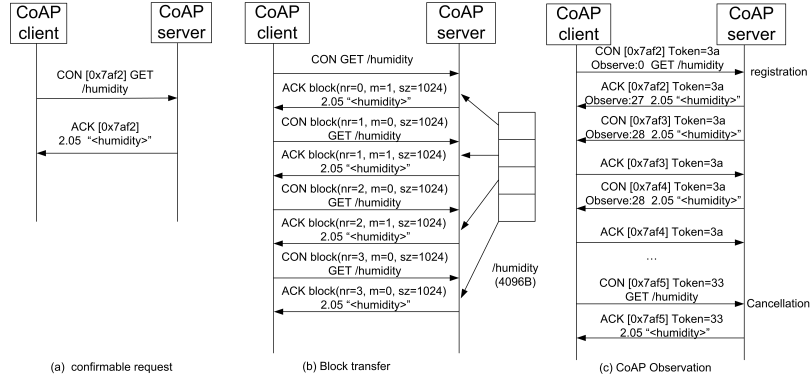 CoAP
client
CoAP
server
CON [0x7af2] GET
/humidity
ACK [0x7af2]
2.05 "<humidity>"
(a) confirmable request
CoAP
client
CoAP
server
CON GET /humidity
ACK block(nr=0, m=1, sz=1024)
2.05 "<humidity>"
CON block(nr=1, m=0, sz=1024)
GET /humidity
ACK block(nr=1, m=1, sz=1024)
2.05 "<humidity>"
CON block(nr=2, m=0, sz=1024)
GET /humidity
ACK block(nr=2, m=1, sz=1024)
2.05 "<humidity>"
CON block(nr=3, m=0, sz=1024)
GET /humidity
ACK block(nr=3, m=0, sz=1024)
2.05 "<humidity>"
/humidity
(4096B)
(b) Block transfer
CoAP
client
CoAP
server
CON [0x7af2] Token=3a
Observe:0 GET /humidity
registration
ACK [0x7af2] Token=3a
Observe:27 2.05 "<humidity>"
CON [0x7af3] Token=3a
Observe:28 2.05 "<humidity>"
ACK [0x7af3] Token=3a
CON [0x7af4] Token=3a
Observe:28 2.05 "<humidity>"
ACK [0x7af4] Token=3a
...
CON [0x7af5] Token=33
GET /humidity
Cancellation
ACK [0x7af5] Token=33
2.05 "<humidity>"
(c) CoAP Observation